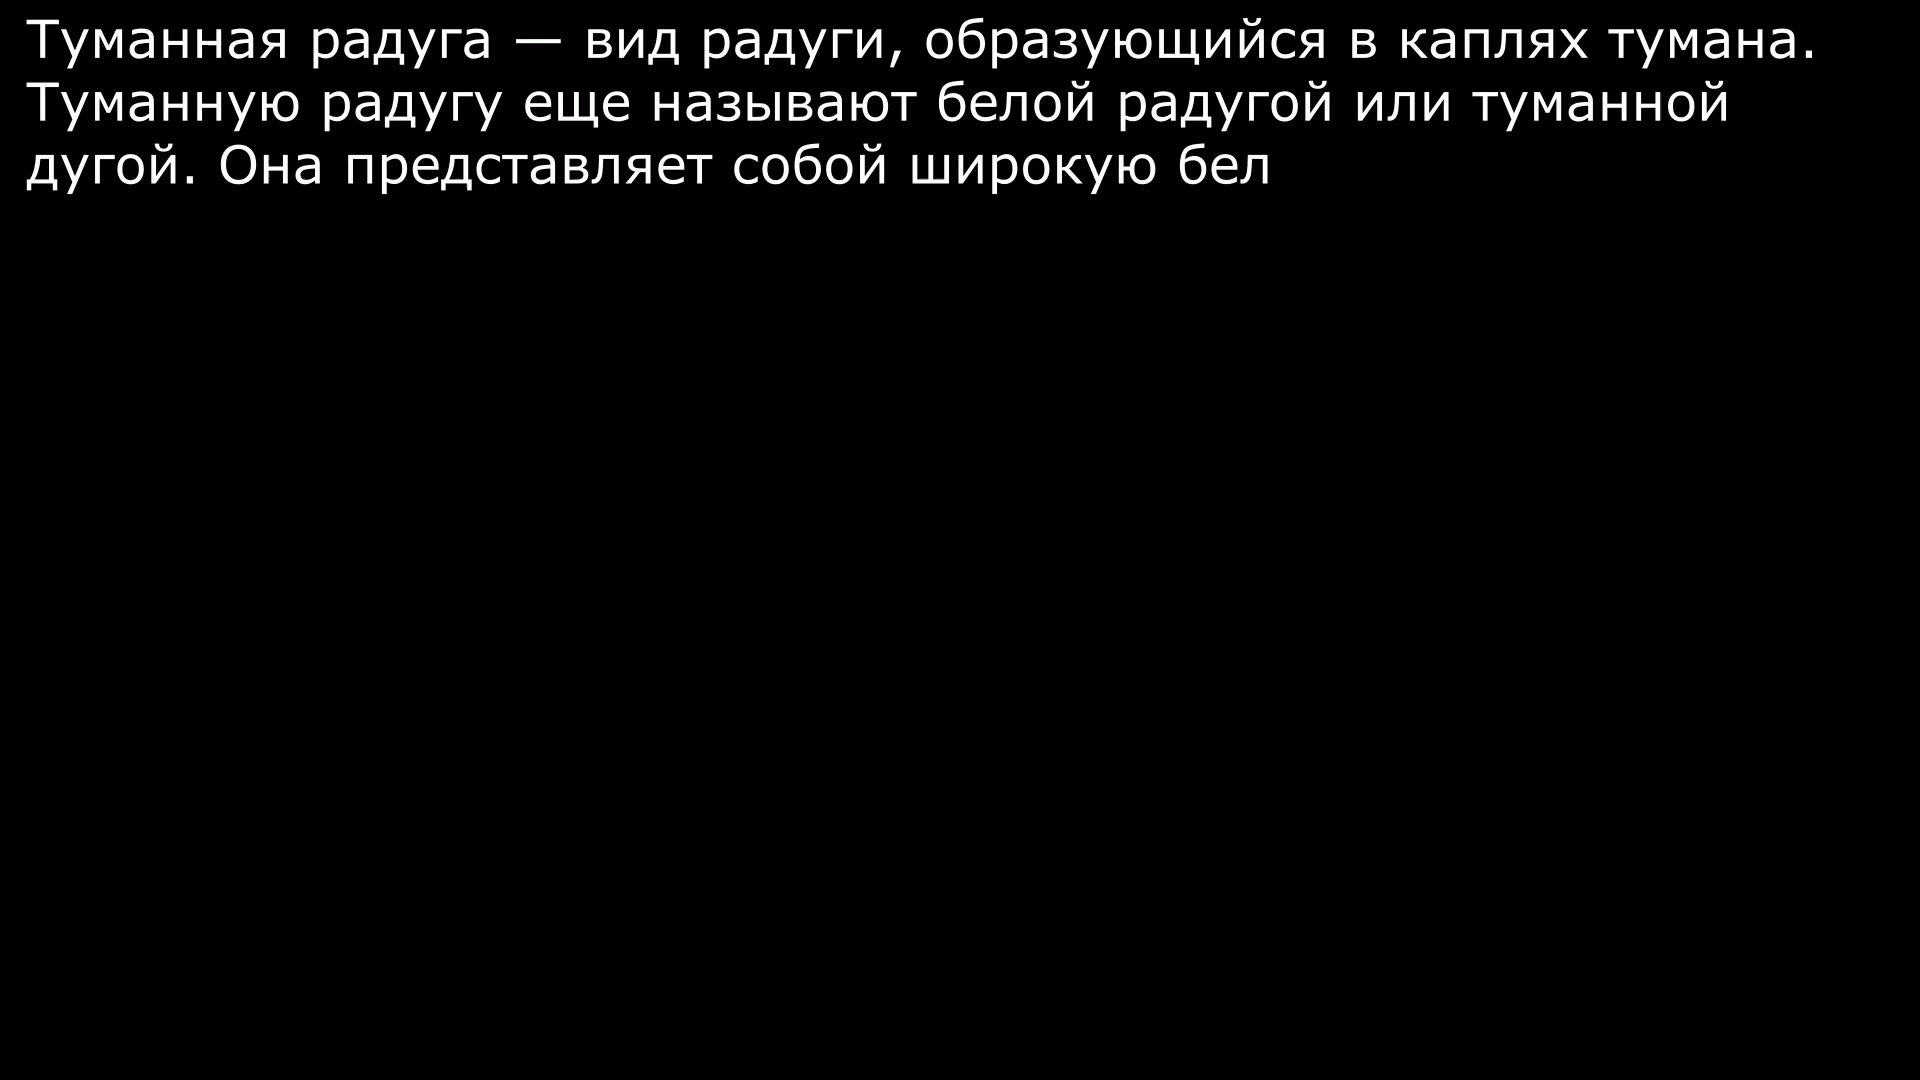 Туманная радуга — вид радуги, образующийся в каплях тумана.
Туманную радугу еще называют белой радугой или туманной
дугой. Она представляет собой широкую бел